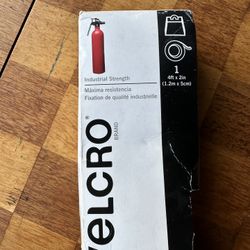 Industrial Strength
Máxima resistencia
Fixation de qualité industrielle
1
4ft x 2in
(1.2m x 5cm)
VELCRO®
BRAND